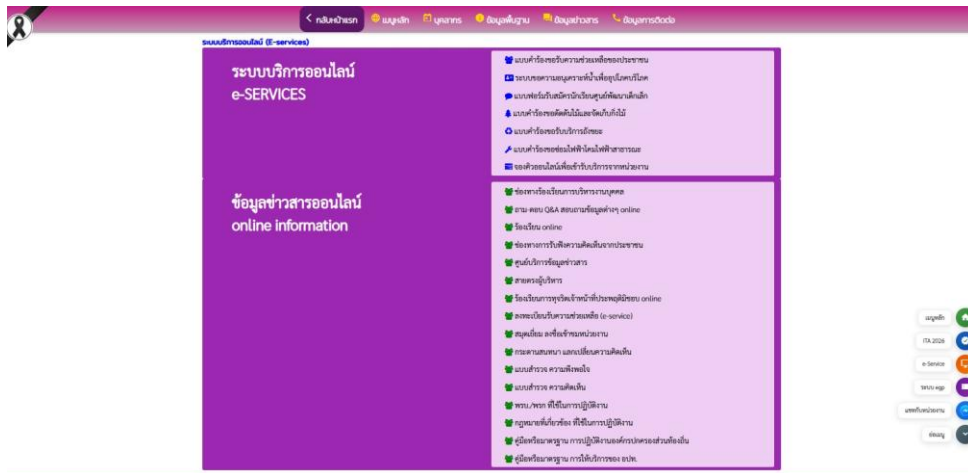 กลับหน้าแรก เมนูหลัก บุคลากร ข้อมูลพื้นฐาน ข้อมูลข่าวสาร ข้อมูลการติดต่อ
ระบบบริการออนไลน์ (E-services)
ระบบบริการออนไลน์
e-SERVICES
แบบคำร้องขอรับความช่วยเหลือของประชาชน
ระบบขอความอนุเคราะห์น้ำเพื่ออุปโภคบริโภค
แบบฟอร์มรับสมัครนักเรียนศูนย์พัฒนาเด็กเล็ก
แบบคำร้องขอตัดต้นไม้และจัดเก็บกิ่งไม้
แบบคำร้องขอรับบริการถังขยะ
แบบคำร้องขอซ่อมไฟฟ้าโคมไฟฟ้าสาธารณะ
จองคิวออนไลน์เพื่อเข้ารับบริการจากหน่วยงาน
ข้อมูลข่าวสารออนไลน์
online information
ช่องทางร้องเรียนการบริหารงานบุคคล
ถาม-ตอบ Q&A สอบถามข้อมูลต่างๆ online
ร้องเรียน online
ช่องทางการรับฟังความคิดเห็นจากประชาชน
ศูนย์บริการข้อมูลข่าวสาร
สายตรงผู้บริหาร
ร้องเรียนการทุจริตเจ้าหน้าที่ประพฤติมิชอบ online
ลงทะเบียนรับความช่วยเหลือ (e-service)
สมุดเยี่ยม ลงชื่อเข้าชมหน่วยงาน
กระดานสนทนา แลกเปลี่ยนความคิดเห็น
แบบสำรวจ ความพึงพอใจ
แบบสำรวจ ความคิดเห็น
พรบ./พรก ที่ใช้ในการปฏิบัติงาน
กฎหมายที่เกี่ยวข้อง ที่ใช้ในการปฏิบัติงาน
คู่มือหรือมาตรฐาน การปฏิบัติงานองค์กรปกครองส่วนท้องถิ่น
คู่มือหรือมาตรฐาน การให้บริการของ อปท.
เมนูหลัก
ITA 2026
e-Service
ระบบ egp
แชทกับหน่วยงาน
ซ่อนเมนู